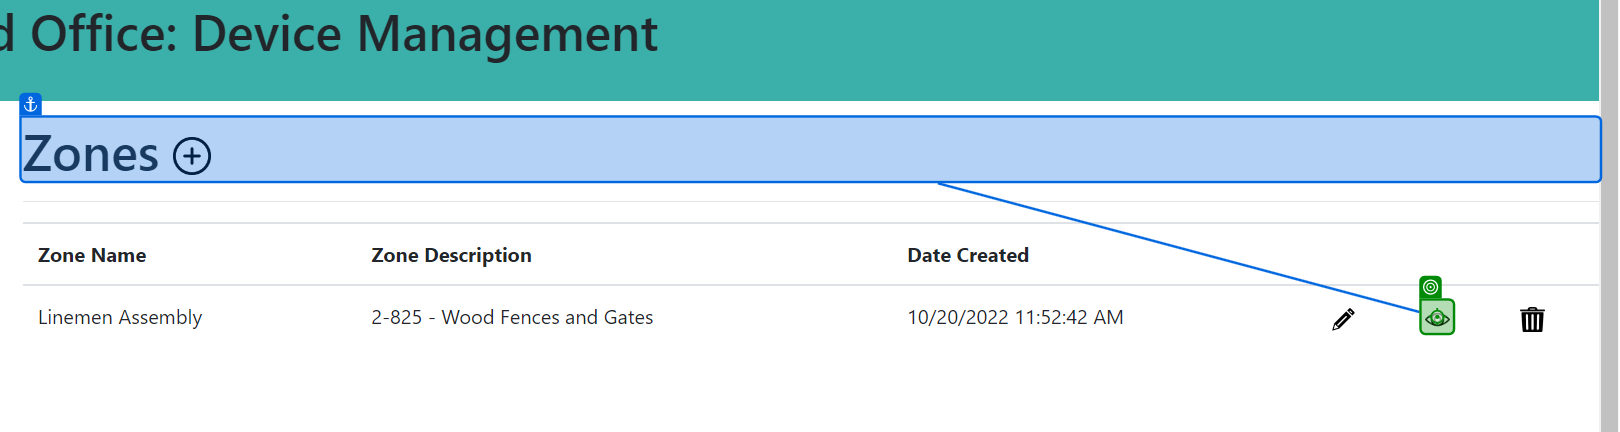 d Office: Device Management
Zones
Zone Name Zone Description Date Created
Linemen Assembly 2-825 - Wood Fences and Gates 10/20/2022 11:52:42 AM